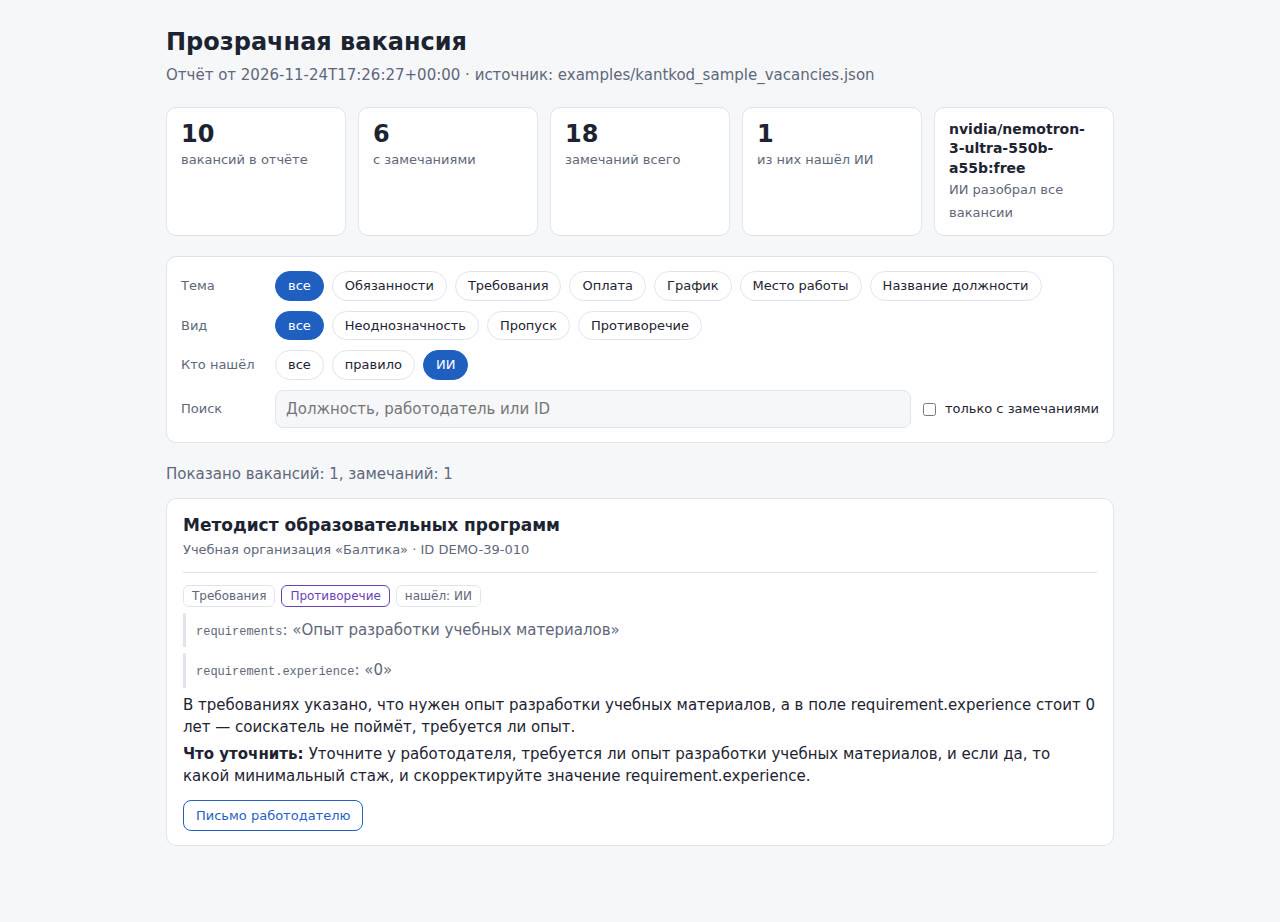 Прозрачная вакансия
Отчёт от 2026-11-24T17:26:27+00:00 · источник: examples/kantkod_sample_vacancies.json
10
вакансий в отчёте
6
с замечаниями
18
замечаний всего
1
из них нашёл ИИ
nvidia/nemotron-
3-ultra-550b-
a55b:free
ИИ разобрал все
вакансии
Тема все Обязанности Требования Оплата График Место работы Название должности
Вид все Неоднозначность Пропуск Противоречие
Кто нашёл все правило ИИ
Поиск Должность, работодатель или ID только с замечаниями
Показано вакансий: 1, замечаний: 1
Методист образовательных программ
Учебная организация «Балтика» · ID DEMO-39-010
Требования Противоречие нашёл: ИИ
requirements: «Опыт разработки учебных материалов»
requirement.experience: «0»
В требованиях указано, что нужен опыт разработки учебных материалов, а в поле requirement.experience стоит 0
лет — соискатель не поймёт, требуется ли опыт.
Что уточнить: Уточните у работодателя, требуется ли опыт разработки учебных материалов, и если да, то
какой минимальный стаж, и скорректируйте значение requirement.experience.
Письмо работодателю